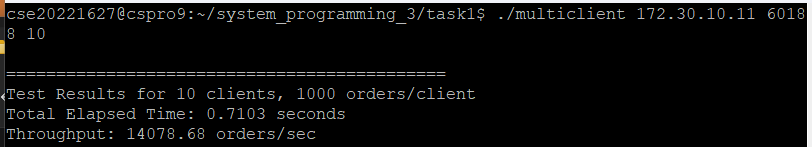 cse20221627@cspro9:~/system_programming_3/task1$ ./multiclient 172.30.10.11 6018
8 10
============================================
Test Results for 10 clients, 1000 orders/client
Total Elapsed Time: 0.7103 seconds
Throughput: 14078.68 orders/sec